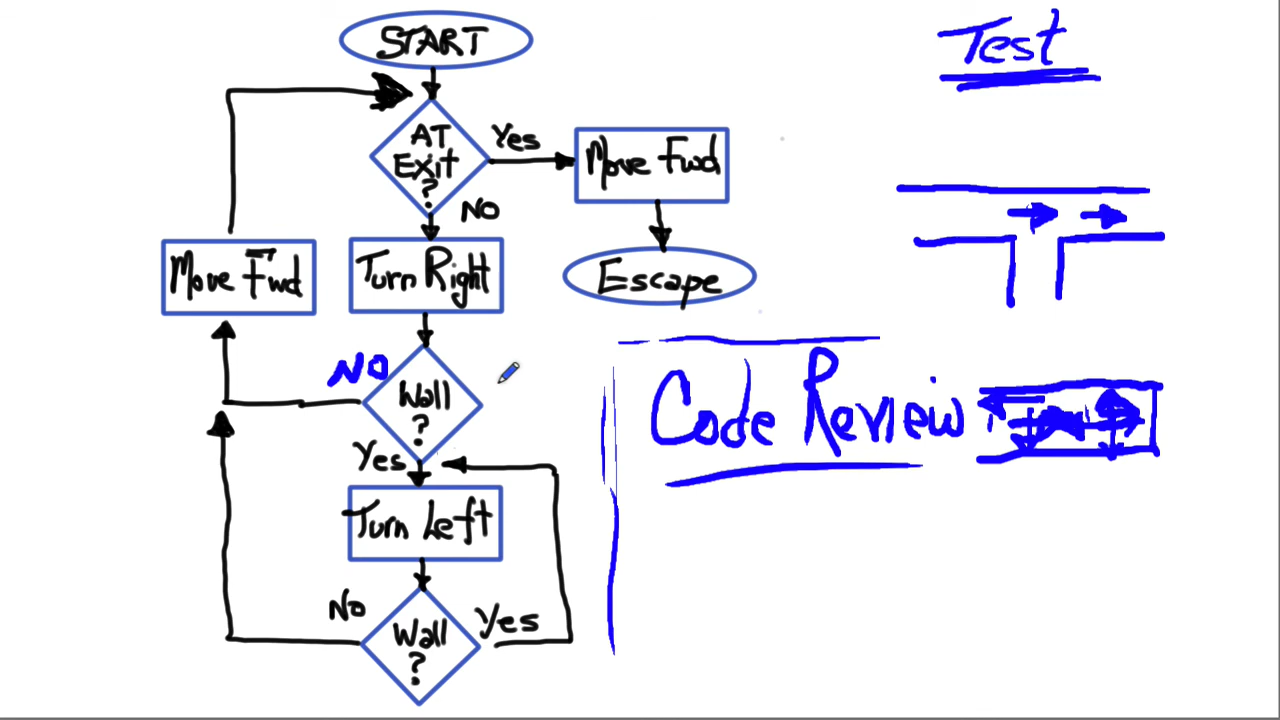 START
Test
AT
Exit
?
Yes
Move Fwd
NO
Move Fwd
Turn Right
Escape
NO
Wall
?
Code Review
Yes
Turn Left
No
Wall
?
Yes